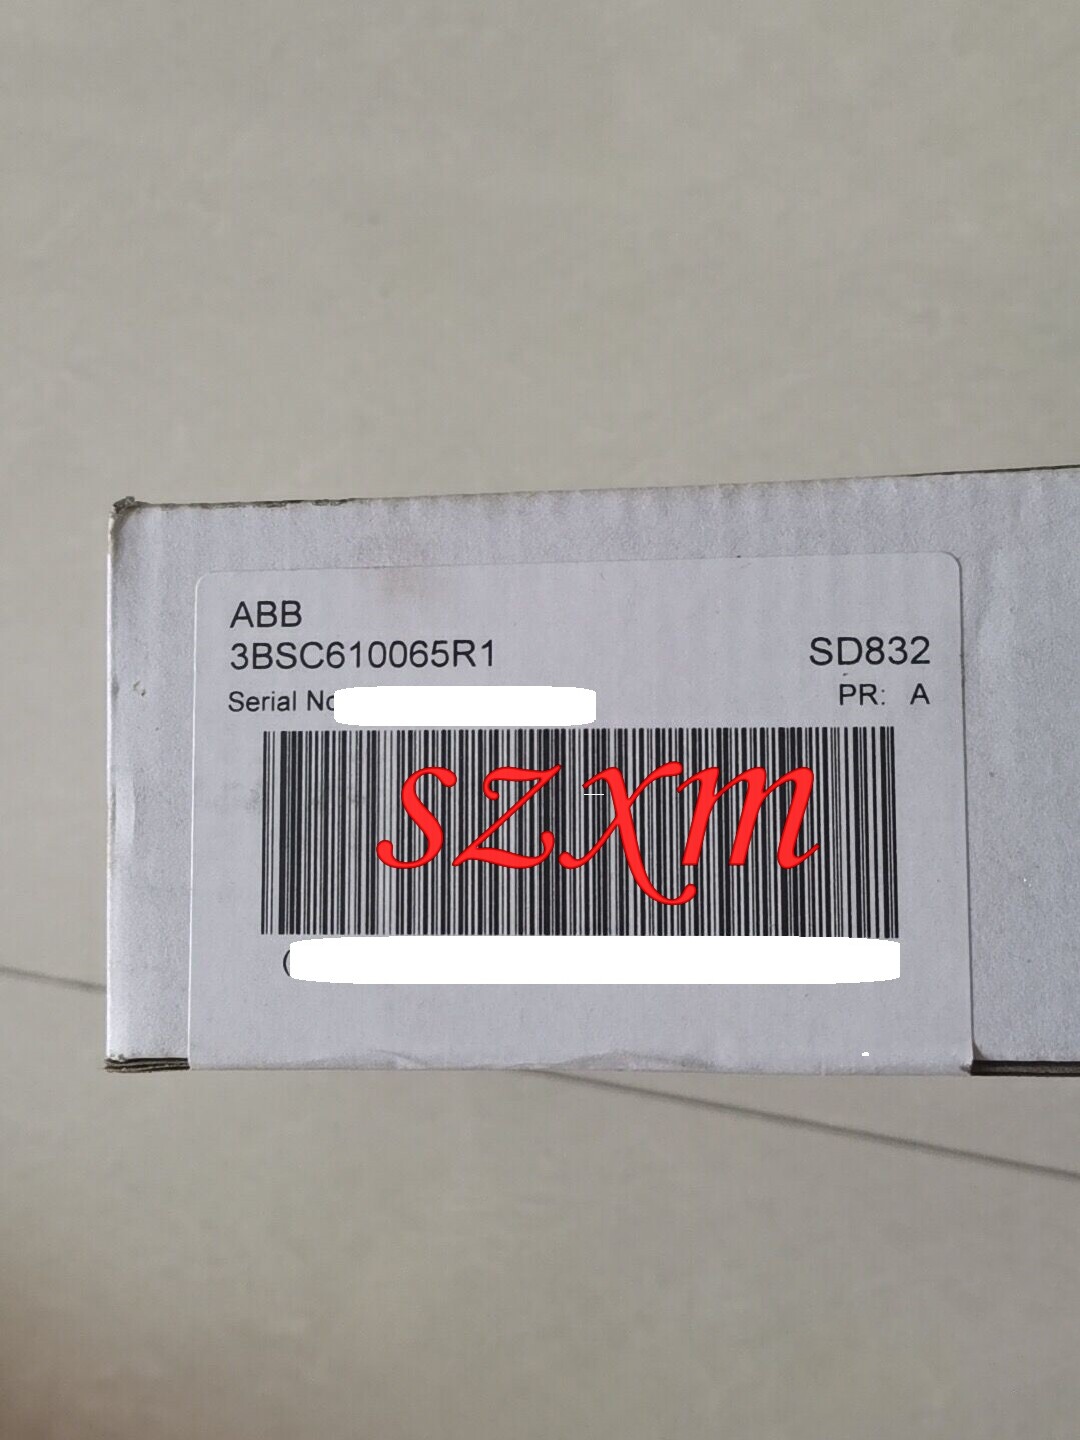 ABB
3BSC610065R1
SD832
Serial No
PR: A
szxm